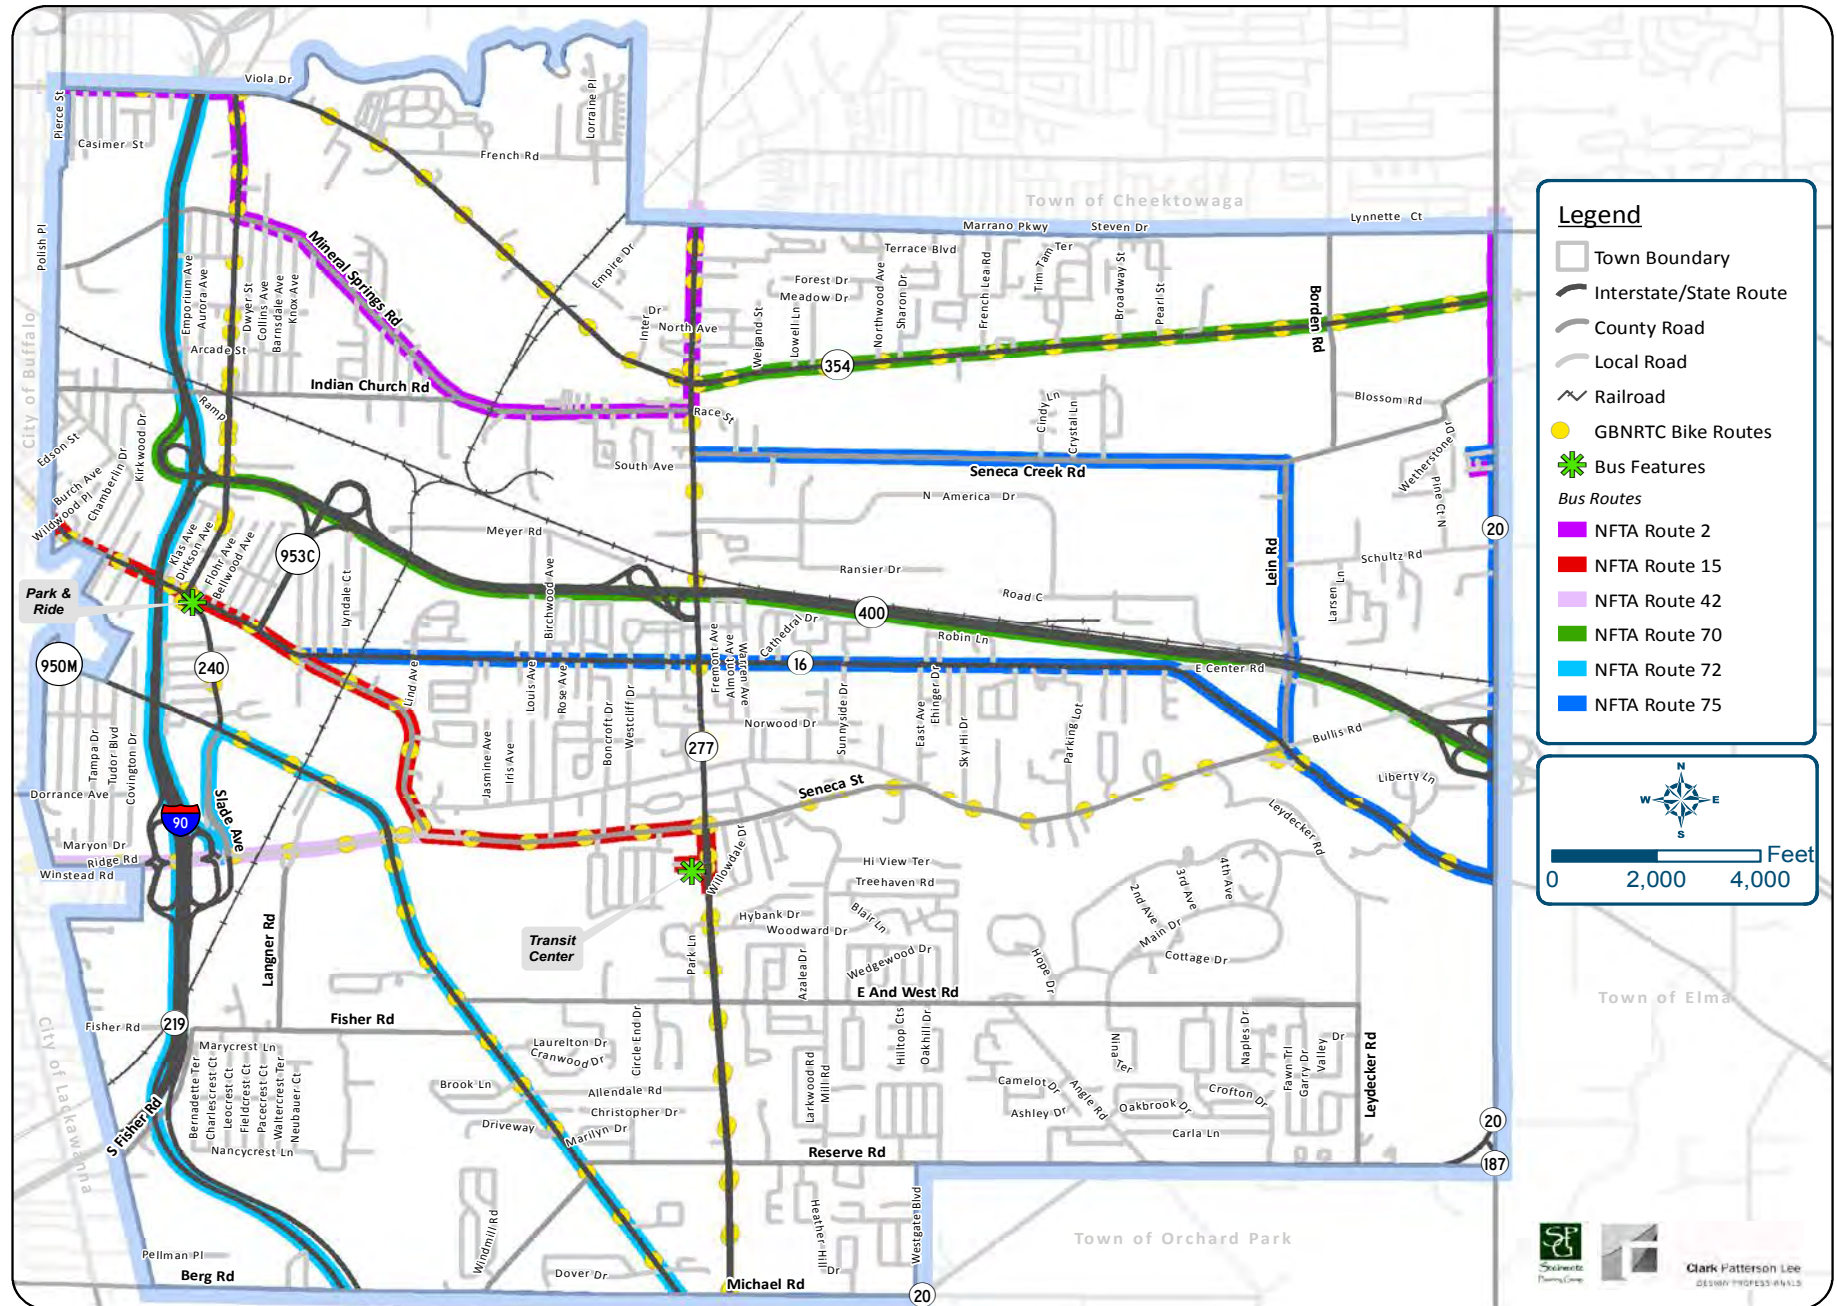 Viola Dr
Pierce St
Casimer St
Lorraine Pl
French Rd
Town of Cheektowaga
Lynnette Ct
Marrano Pkwy
Steven Dr
Polish Pl
Mineral Springs Rd
Empire Dr
Terrace Blvd
Tim Tam Ter
Forest Dr
Meadow Dr
Northwood Ave
Sharon Dr
French Lea Rd
Broadway St
Pearl St
Borden Rd
Emporium Ave
Aurora Ave
Dwyer St
Collins Ave
Barnsdale Ave
Knox Ave
Inter Dr
North Ave
Weigand St
Lowell Ln
City of Buffalo
Arcade St
354
Indian Church Rd
Ramp
Race St
Cindy Ln
Crystal Ln
Blossom Rd
Edson St
Kirkwood Dr
Burch Ave
Chamberlin Dr
Wildwood Pl
South Ave
Seneca Creek Rd
Wetherstone Dr
Pine Ct N
N America Dr
20
Meyer Rd
Klas Ave
Dirkson Ave
Flohr Ave
Bellwood Ave
953C
Lein Rd
Schultz Rd
Ransier Dr
Larsen Ln
Park &
Ride
Lyndale Ct
Birchwood Ave
Road C
400
Cathedral Dr
Robin Ln
950M
240
16
E Center Rd
Lind Ave
Louis Ave
Rose Ave
Fremont Ave
Almont Ave
Warren Ave
Boncroft Dr
Westcliff Dr
Norwood Dr
Sunnyside Dr
East Ave
Ehinger Dr
Sky Hi Dr
Parking Lot
Bullis Rd
277
Tampa Dr
Tudor Blvd
Covington Dr
Jasmine Ave
Iris Ave
Dorrance Ave
Seneca St
Liberty Ln
Slade Ave
90
Leydecker Rd
Maryon Dr
Ridge Rd
Winstead Rd
Willowdale Dr
Hi View Ter
Treehaven Rd
2nd Ave
3rd Ave
4th Ave
Main Dr
Cottage Dr
Hybank Dr
Woodward Dr
Blair Ln
Langner Rd
Transit
Center
Park Ln
Azalea Dr
Wedgewood Dr
Hope Dr
E And West Rd
Town of Elma
219
Fisher Rd
Fisher Rd
City of Lackawanna
Marycrest Ln
Laurelton Dr
Cranwood Dr
Circle End Dr
Hilltop Cts
Oakhill Dr
Nina Ter
Naples Dr
Fawn Trl
Garry Dr
Valley Dr
Leydecker Rd
Bernadette Ter
Charlescrest Ct
Leocrest Ct
Fieldcrest Ct
Pacecrest Ct
Waltercrest Ter
Neubauer Ct
Brook Ln
Allendale Rd
Larkwood Rd
Mill Rd
Camelot Dr
Angle Rd
Crofton Dr
Christopher Dr
Ashley Dr
Oakbrook Dr
S Fisher Rd
Driveway
Marilyn Dr
Carla Ln
20
Nancycrest Ln
Reserve Rd
187
Windmill Rd
Heather Hill Dr
Westgate Blvd
Town of Orchard Park
Pellman Pl
Berg Rd
Dover Dr
Michael Rd
20
Legend
Town Boundary
Interstate/State Route
County Road
Local Road
Railroad
GBNRTC Bike Routes
Bus Features
Bus Routes
NFTA Route 2
NFTA Route 15
NFTA Route 42
NFTA Route 70
NFTA Route 72
NFTA Route 75
N
W E
S
Feet
0 2,000 4,000
Clark Patterson Lee
DESIGN PROFESSIONALS